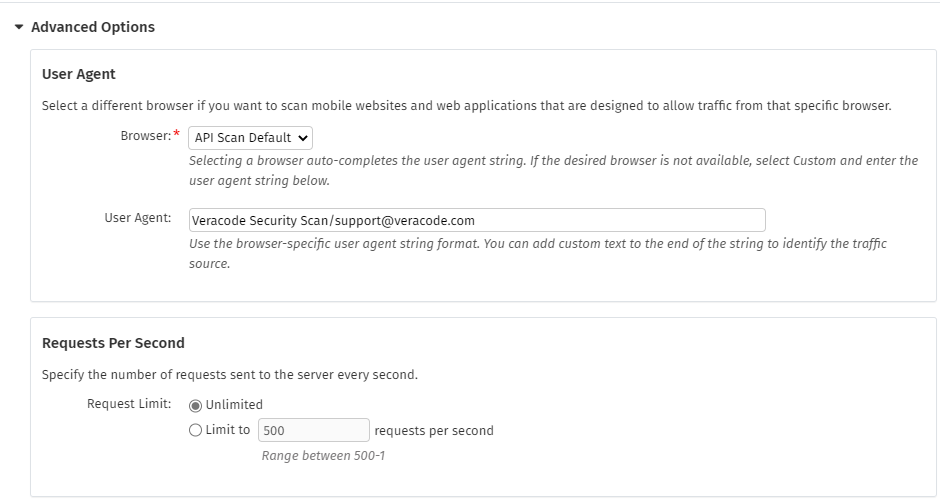 Advanced Options
User Agent
Select a different browser if you want to scan mobile websites and web applications that are designed to allow traffic from that specific browser.
Browser:* API Scan Default
Selecting a browser auto-completes the user agent string. If the desired browser is not available, select Custom and enter the
user agent string below.
User Agent: Veracode Security Scan/support@veracode.com
Use the browser-specific user agent string format. You can add custom text to the end of the string to identify the traffic
source.
Requests Per Second
Specify the number of requests sent to the server every second.
Request Limit: Unlimited
Limit to 500 requests per second
Range between 500-1